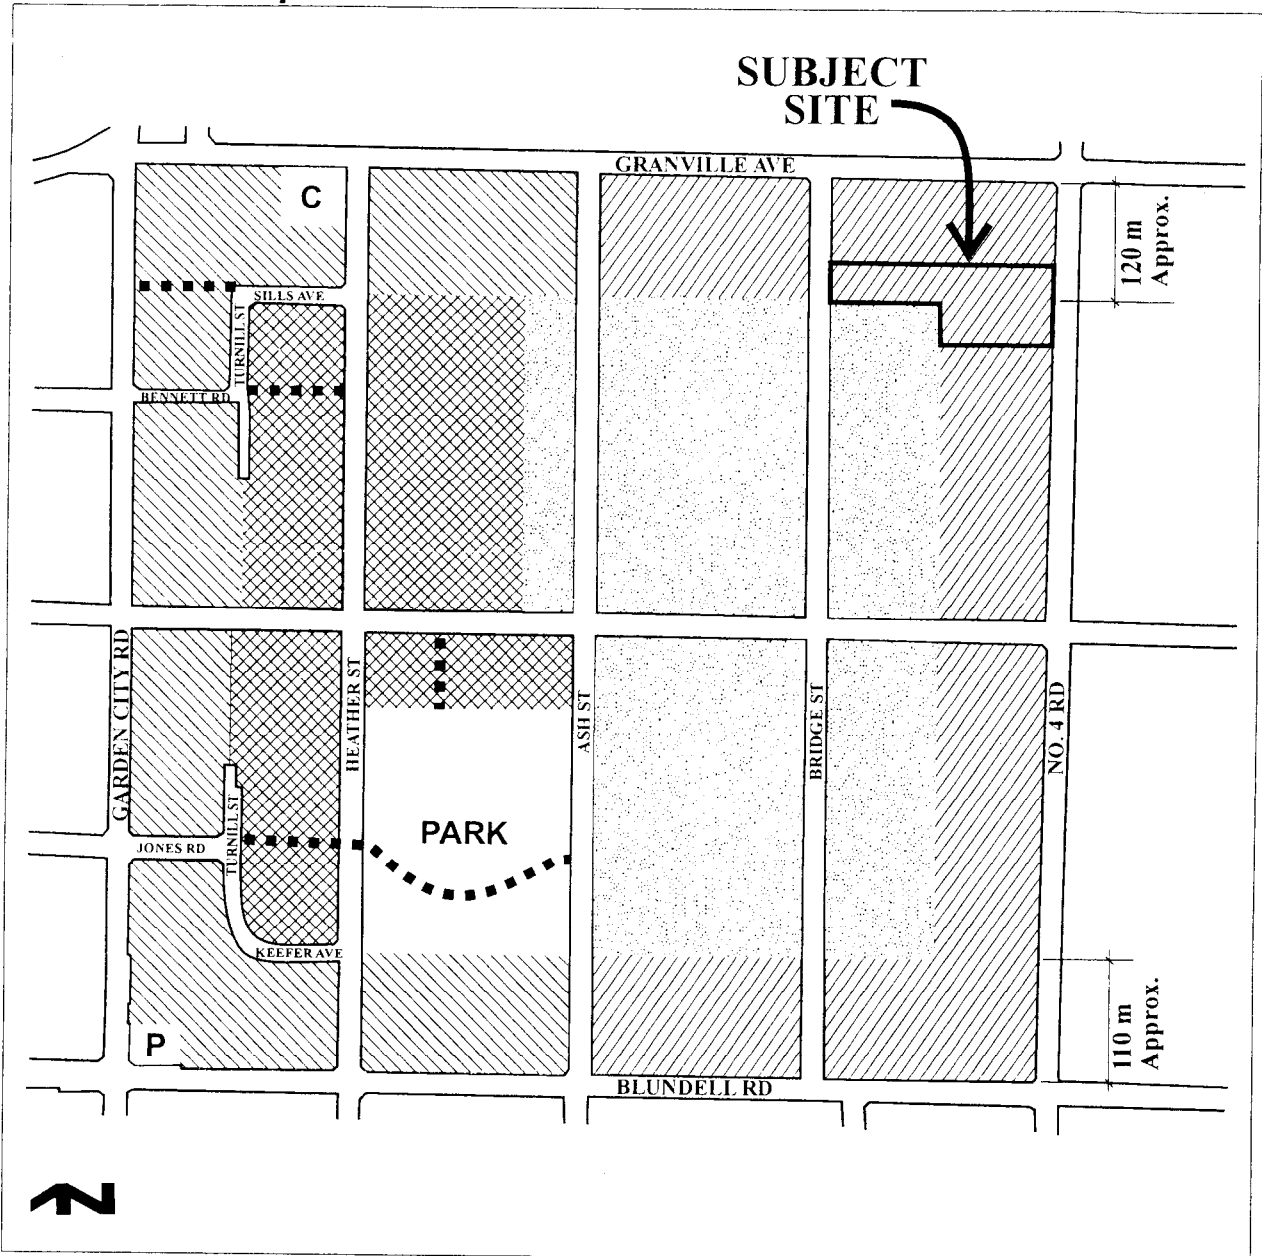 SUBJECT
SITE
GRANVILLE AVE
C
120 m
Approx.
SILLS AVE
TURNILL ST
BENNETT RD
GARDEN CITY RD
HEATHER ST
ASH ST
BRIDGE ST
NO. 4 RD
PARK
JONES RD
TURNILL ST
KEEFER AVE
P
110 m
Approx.
BLUNDELL RD